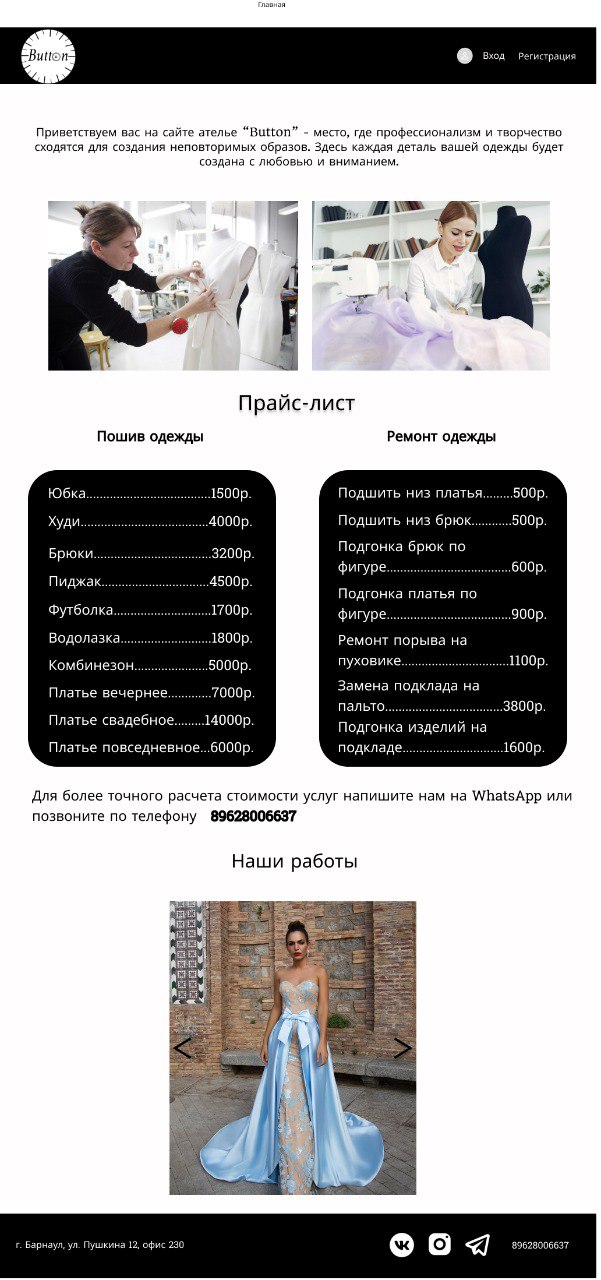 Главная
Button
Вход Регистрация
Приветствуем вас на сайте ателье “Button” - место, где профессионализм и творчество
сходятся для создания неповторимых образов. Здесь каждая деталь вашей одежды будет
создана с любовью и вниманием.
Прайс-лист
Пошив одежды
Юбка.....................................1500р.
Худи......................................4000р.
Брюки...................................3200р.
Пиджак.................................4500р.
Футболка.............................1700р.
Водолазка...........................1800р.
Комбинезон......................5000р.
Платье вечернее.............7000р.
Платье свадебное.........14000р.
Платье повседневное...6000р.
Ремонт одежды
Подшить низ платья.........500р.
Подшить низ брюк............500р.
Подгонка брюк по
фигуре.....................................600р.
Подгонка платья по
фигуре.....................................900р.
Ремонт порыва на
пуховике................................1100р.
Замена подклада на
пальто...................................3800р.
Подгонка изделий на
подкладе..............................1600р.
Для более точного расчета стоимости услуг напишите нам на WhatsApp или
позвоните по телефону 89628006637
Наши работы
г. Барнаул, ул. Пушкина 12, офис 230
89628006637